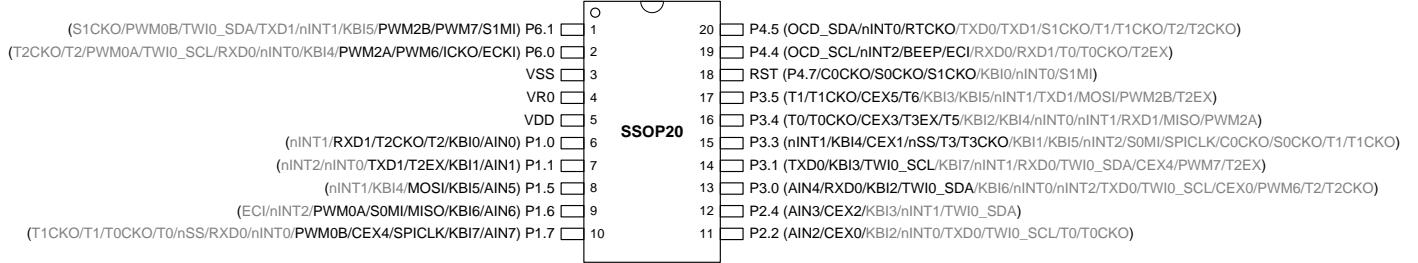 (S1CKO/PWM0B/TWI0_SDA/TXD1/nINT1/KBI5/PWM2B/PWM7/S1MI) P6.1 1
(T2CKO/T2/PWM0A/TWI0_SCL/RXD0/nINT0/KBI4/PWM2A/PWM6/ICKO/ECKI) P6.0 2
VSS 3
VR0 4
VDD 5
(nINT1/RXD1/T2CKO/T2/KBI0/AIN0) P1.0 6
(nINT2/nINT0/TXD1/T2EX/KBI1/AIN1) P1.1 7
(nINT1/KBI4/MOSI/KBI5/AIN5) P1.5 8
(ECI/nINT2/PWM0A/S0MI/MISO/KBI6/AIN6) P1.6 9
(T1CKO/T1/T0CKO/T0/nSS/RXD0/nINT0/PWM0B/CEX4/SPICLK/KBI7/AIN7) P1.7 10
SSOP20
20 P4.5 (OCD_SDA/nINT0/RTCKO/TXD0/TXD1/S1CKO/T1/T1CKO/T2/T2CKO)
19 P4.4 (OCD_SCL/nINT2/BEEP/ECI/RXD0/RXD1/T0/T0CKO/T2EX)
18 RST (P4.7/C0CKO/S0CKO/S1CKO/KBI0/nINT0/S1MI)
17 P3.5 (T1/T1CKO/CEX5/T6/KBI3/KBI5/nINT1/TXD1/MOSI/PWM2B/T2EX)
16 P3.4 (T0/T0CKO/CEX3/T3EX/T5/KBI2/KBI4/nINT0/nINT1/RXD1/MISO/PWM2A)
15 P3.3 (nINT1/KBI4/CEX1/nSS/T3/T3CKO/KBI1/KBI5/nINT2/S0MI/SPICLK/C0CKO/S0CKO/T1/T1CKO)
14 P3.1 (TXD0/KBI3/TWI0_SCL/KBI7/nINT1/RXD0/TWI0_SDA/CEX4/PWM7/T2EX)
13 P3.0 (AIN4/RXD0/KBI2/TWI0_SDA/KBI6/nINT0/nINT2/TXD0/TWI0_SCL/CEX0/PWM6/T2/T2CKO)
12 P2.4 (AIN3/CEX2/KBI3/nINT1/TWI0_SDA)
11 P2.2 (AIN2/CEX0/KBI2/nINT0/TXD0/TWI0_SCL/T0/T0CKO)